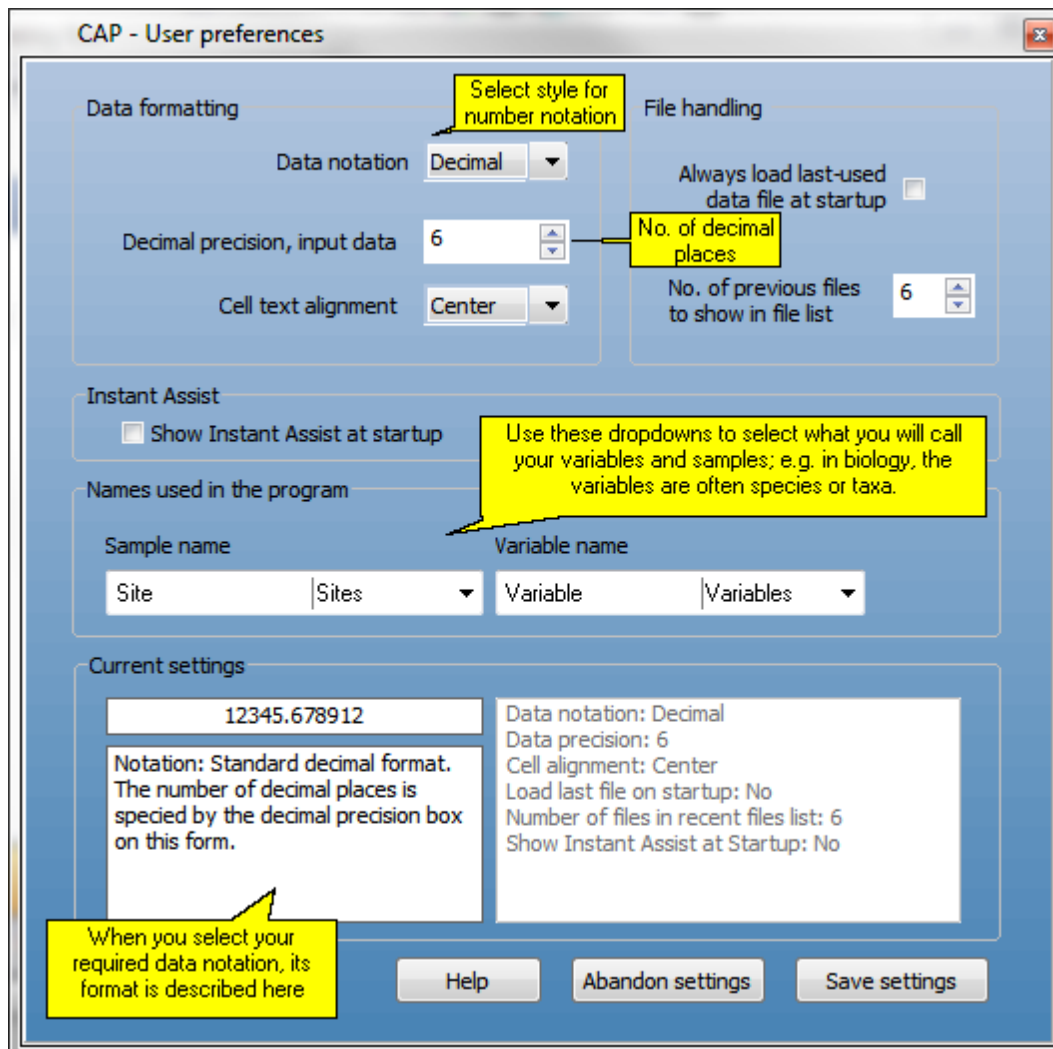 CAP - User preferences
Data formatting
Select style for
number notation
Data notation
Decimal
Decimal precision, input data
6
No. of decimal
places
Cell text alignment
Center
File handling
Always load last-used
data file at startup
No. of previous files
to show in file list
6
Instant Assist
Show Instant Assist at startup
Use these dropdowns to select what you will call
your variables and samples; e.g. in biology, the
variables are often species or taxa.
Names used in the program
Sample name
Variable name
Site
Sites
Variable
Variables
Current settings
12345.678912
Notation: Standard decimal format.
The number of decimal places is
specied by the decimal precision box
on this form.
Data notation: Decimal
Data precision: 6
Cell alignment: Center
Load last file on startup: No
Number of files in recent files list: 6
Show Instant Assist at Startup: No
When you select your
required data notation, its
format is described here
Help
Abandon settings
Save settings